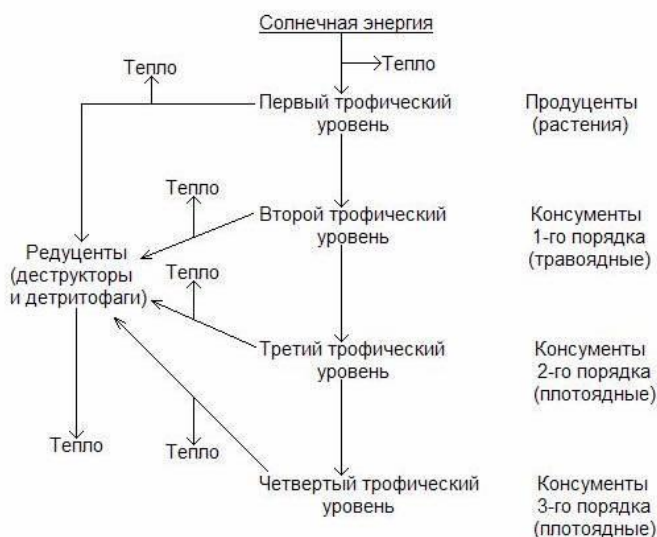 Солнечная энергия
Тепло
Тепло
Первый трофический
уровень
Продуценты
(растения)
Тепло
Второй трофический
уровень
Консументы
1-го порядка
(травоядные)
Редуценты
(деструкторы
и детритофаги)
Тепло
Третий трофический
уровень
Консументы
2-го порядка
(плотоядные)
Тепло
Тепло
Четвертый трофический
уровень
Консументы
3-го порядка
(плотоядные)